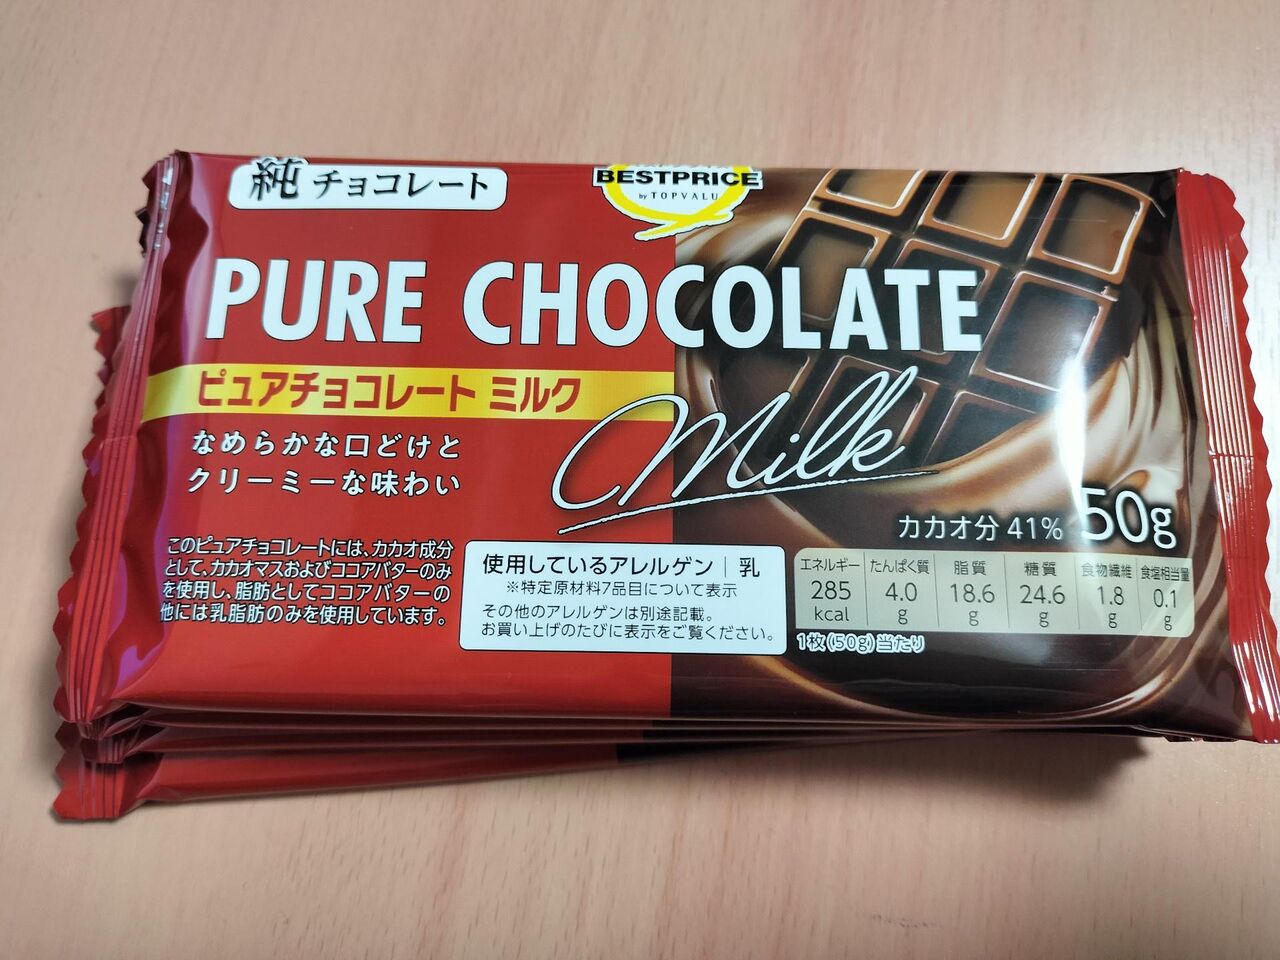 純 チョコレート
BESTPRICE
by TOPVALU
PURE CHOCOLATE
ピュアチョコレート ミルク
Milk
なめらかな口どけと
クリーミーな味わい
カカオ分 41% 50g
このピュアチョコレートには、カカオ成分
として、カカオマスおよびココアバターのみ
を使用し、脂肪としてココアバターの
他には乳脂肪のみを使用しています。
使用しているアレルゲン | 乳
※特定原材料7品目について表示
その他のアレルゲンは別途記載。
お買い上げのたびに表示をご覧ください。
エネルギー たんぱく質 脂質 糖質 食物繊維 食塩相当量
285 4.0 18.6 24.6 1.8 0.1
kcal g g g g g
1枚(50g)当たり